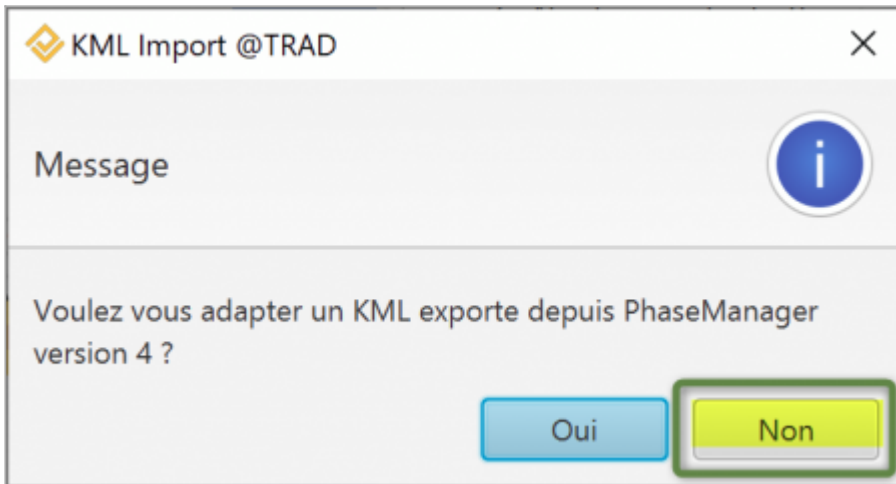 KML Import @TRAD
Message
i
Voulez vous adapter un KML exporte depuis PhaseManager
version 4 ?
Oui
Non